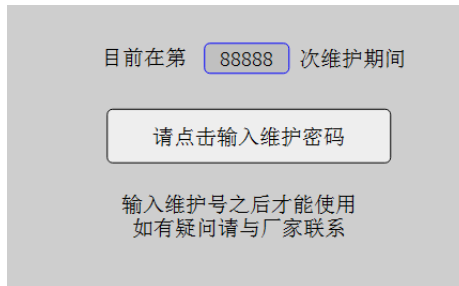 目前在第 88888 次维护期间
请点击输入维护密码
输入维护号之后才能使用
如有疑问请与厂家联系